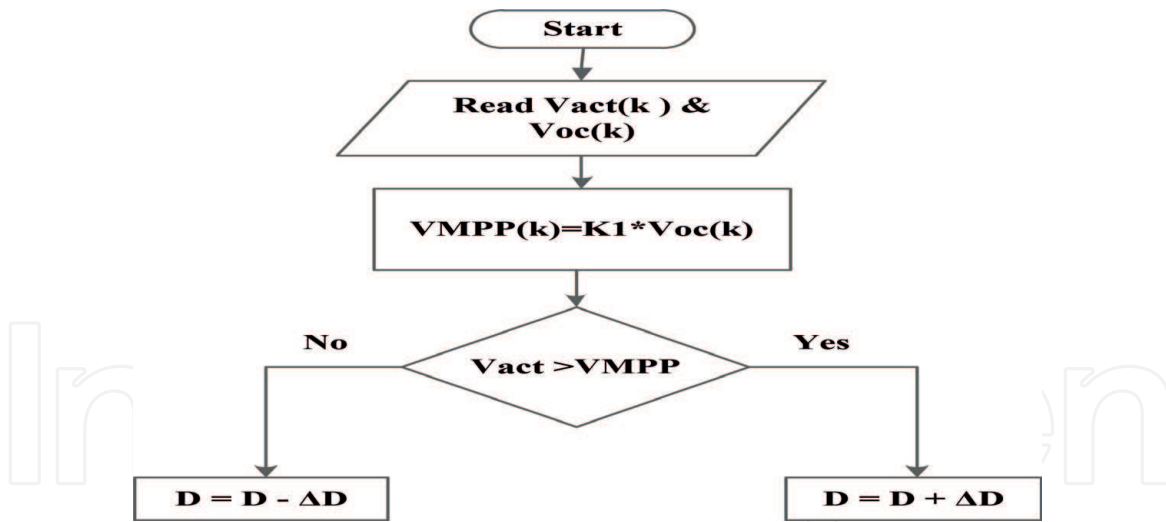 Start
Read Vact(k ) &
Voc(k)
VMPP(k)=K1*Voc(k)
No
Yes
Vact >VMPP
D = D - ΔD
D = D + ΔD